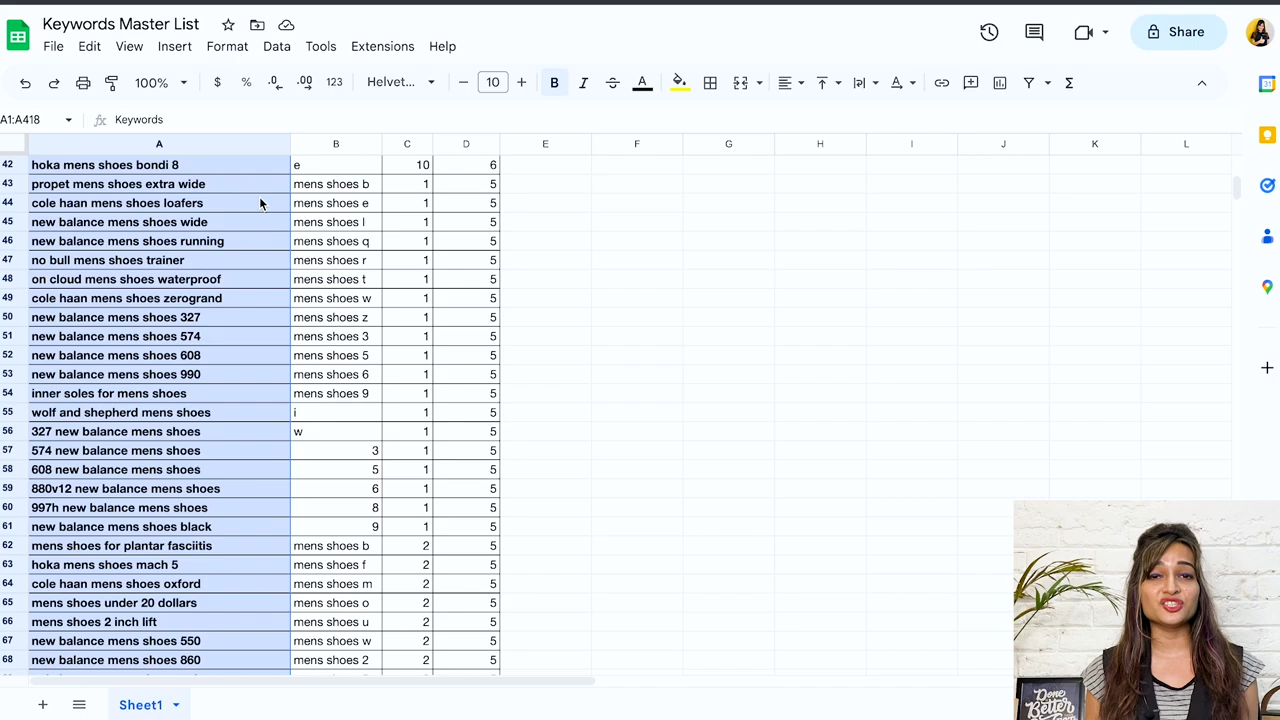 Keywords Master List
File Edit View Insert Format Data Tools Extensions Help
Share
100% $ % .0 .00 123 Helvet... 10 B I A
A1:A418 fx Keywords
A B C D E F G H I J K L
42 hoka mens shoes bondi 8 e 10 6
43 propet mens shoes extra wide mens shoes b 1 5
44 cole haan mens shoes loafers mens shoes e 1 5
45 new balance mens shoes wide mens shoes l 1 5
46 new balance mens shoes running mens shoes q 1 5
47 no bull mens shoes trainer mens shoes r 1 5
48 on cloud mens shoes waterproof mens shoes t 1 5
49 cole haan mens shoes zerogrand mens shoes w 1 5
50 new balance mens shoes 327 mens shoes z 1 5
51 new balance mens shoes 574 mens shoes 3 1 5
52 new balance mens shoes 608 mens shoes 5 1 5
53 new balance mens shoes 990 mens shoes 6 1 5
54 inner soles for mens shoes mens shoes 9 1 5
55 wolf and shepherd mens shoes i 1 5
56 327 new balance mens shoes w 1 5
57 574 new balance mens shoes 3 1 5
58 608 new balance mens shoes 5 1 5
59 880v12 new balance mens shoes 6 1 5
60 997h new balance mens shoes 8 1 5
61 new balance mens shoes black 9 1 5
62 mens shoes for plantar fasciitis mens shoes b 2 5
63 hoka mens shoes mach 5 mens shoes f 2 5
64 cole haan mens shoes oxford mens shoes m 2 5
65 mens shoes under 20 dollars mens shoes o 2 5
66 mens shoes 2 inch lift mens shoes u 2 5
67 new balance mens shoes 550 mens shoes w 2 5
68 new balance mens shoes 860 mens shoes 2 2 5
Done
Better
Sheet1